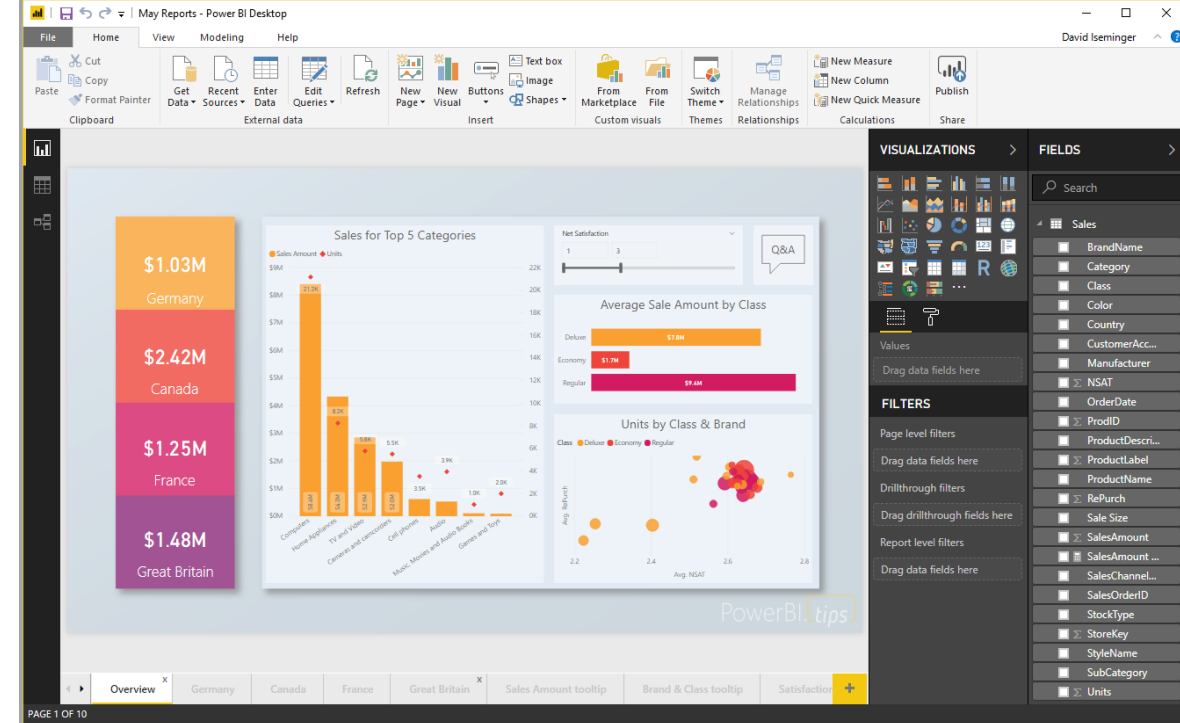 May Reports - Power BI Desktop
File Home View Modeling Help David Iseminger
Paste
Cut
Copy
Format Painter
Get Data
Recent Sources
Enter Data
Edit Queries
Refresh
New Page
New Visual
Buttons
Text box
Image
Shapes
From Marketplace
From File
Switch Theme
Manage Relationships
New Measure
New Column
New Quick Measure
Publish
Clipboard External data Insert Custom visuals Themes Relationships Calculations Share
$1.03M
Germany
$2.42M
Canada
$1.25M
France
$1.48M
Great Britain
Sales for Top 5 Categories
Sales Amount Units
$9M
$8M
$7M
$6M
$5M
$4M
$3M
$2M
$1M
$0M
22K
20K
18K
16K
14K
12K
10K
8K
6K
4K
2K
0K
21.3K
8.2K
5.8K
5.5K
3.5K
3.9K
1.0K
2.0K
Computers
Home Appliances
TV and Video
Cameras and camcorders
Cell phones
Audio
Music, Movies and Audio Books
Games and Toys
Net Satisfaction
1 3
Q&A
Average Sale Amount by Class
Deluxe $7.8M
Economy $1.7M
Regular $9.4M
Units by Class & Brand
Class Deluxe Economy Regular
Avg. RePurch
2.2 2.4 2.6 2.8
Avg. NSAT
PowerBI.tips
VISUALIZATIONS
R
123
Values
Drag data fields here
FILTERS
Page level filters
Drag data fields here
Drillthrough filters
Drag drillthrough fields here
Report level filters
Drag data fields here
FIELDS
Search
Sales
BrandName
Category
Class
Color
Country
CustomerAcc...
Manufacturer
NSAT
OrderDate
ProdID
ProductDescri...
ProductLabel
ProductName
RePurch
Sale Size
SalesAmount
SalesAmount ...
SalesChannel...
SalesOrderID
StockType
StoreKey
StyleName
SubCategory
Units
Overview Germany Canada France Great Britain Sales Amount tooltip Brand & Class tooltip Satisfaction
PAGE 1 OF 10